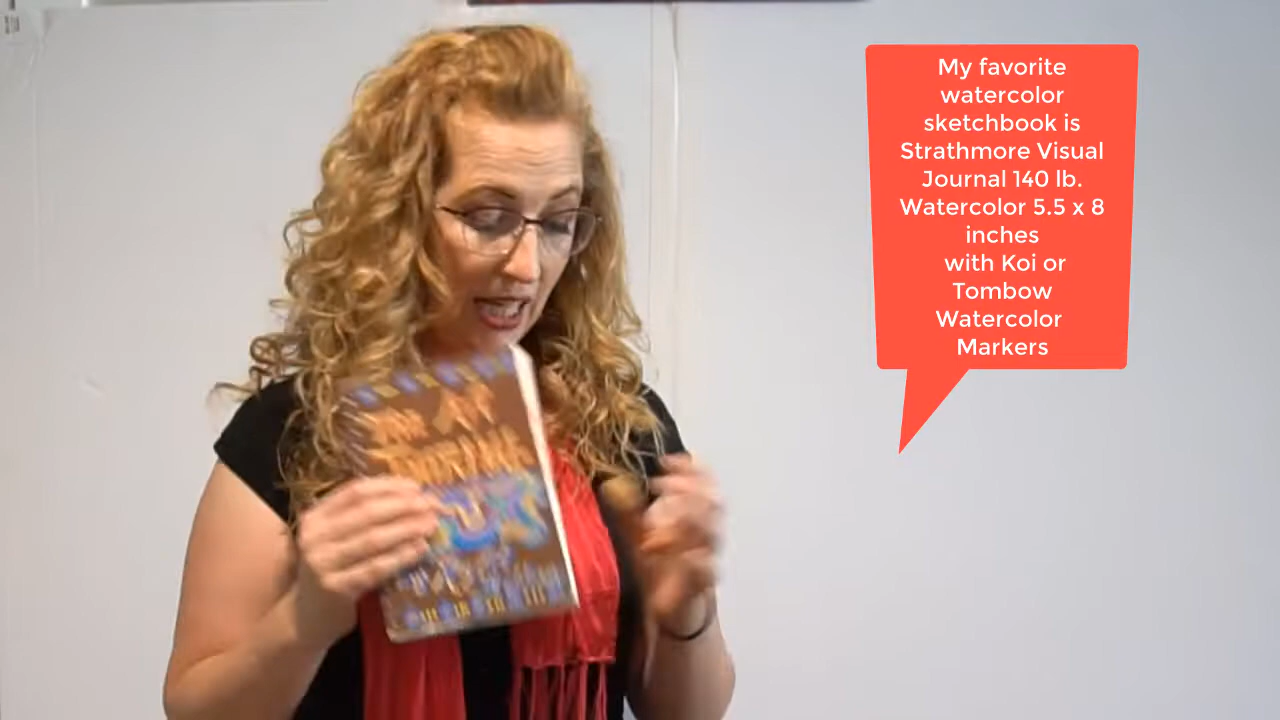 My favorite
watercolor
sketchbook is
Strathmore Visual
Journal 140 lb.
Watercolor 5.5 x 8
inches
with Koi or
Tombow
Watercolor
Markers